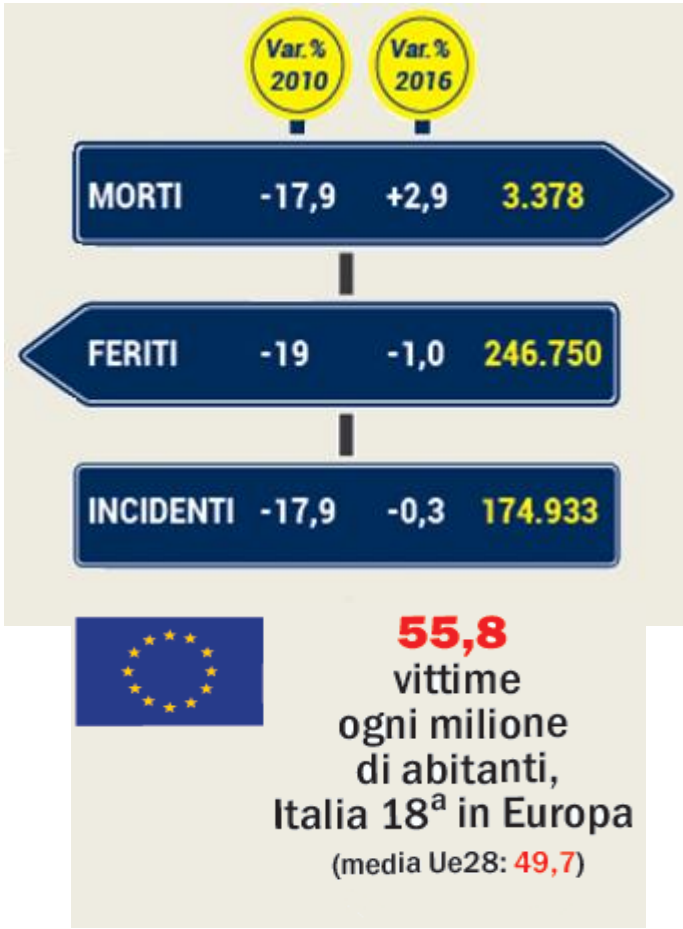 Var.% Var.%
2010 2016
MORTI -17,9 +2,9 3.378
FERITI -19 -1,0 246.750
INCIDENTI -17,9 -0,3 174.933
55,8
vittime
ogni milione
di abitanti,
Italia 18ª in Europa
(media Ue28: 49,7)